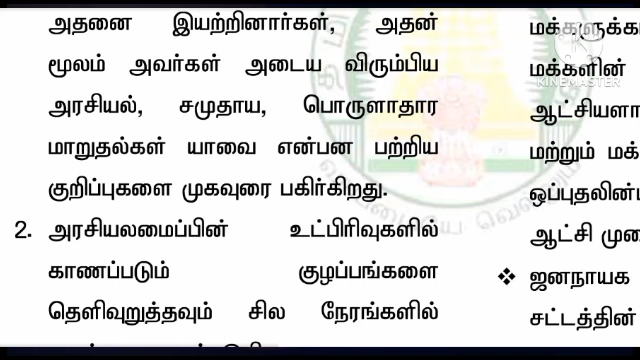 அதனை இயற்றினார்கள், அதன்
மூலம் அவர்கள் அடைய விரும்பிய
அரசியல், சமுதாய, பொருளாதார
மாறுதல்கள் யாவை என்பன பற்றிய
குறிப்புகளை முகவுரை பகிர்கிறது.
2. அரசியலமைப்பின் உட்பிரிவுகளில்
காணப்படும் குழப்பங்களை
தெளிவுறுத்தவும் சில நேரங்களில்
மக்களின்
மற்றும்
ஆட்சி
❖ ஜனநாயக
சட்டத்தின்
KINEMASTER